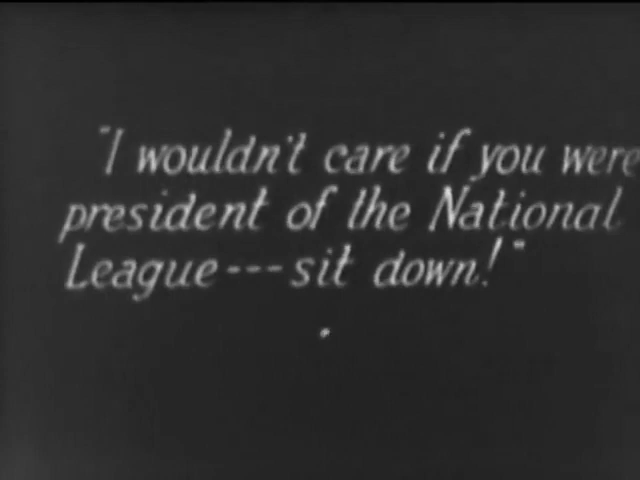 "I wouldn't care if you were
president of the National
League---sit down!"